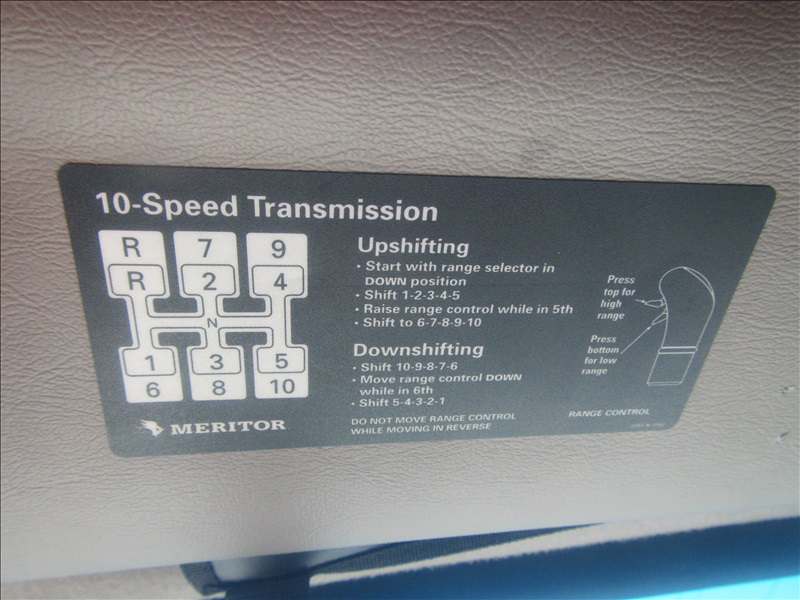 10-Speed Transmission
R 7 9
R 2 4
N
1 3 5
6 8 10
MERITOR
Upshifting
• Start with range selector in
DOWN position
• Shift 1-2-3-4-5
• Raise range control while in 5th
• Shift to 6-7-8-9-10
Downshifting
• Shift 10-9-8-7-6
• Move range control DOWN
while in 6th
• Shift 5-4-3-2-1
DO NOT MOVE RANGE CONTROL
WHILE MOVING IN REVERSE
Press
top for
high
range
Press
bottom
for low
range
RANGE CONTROL